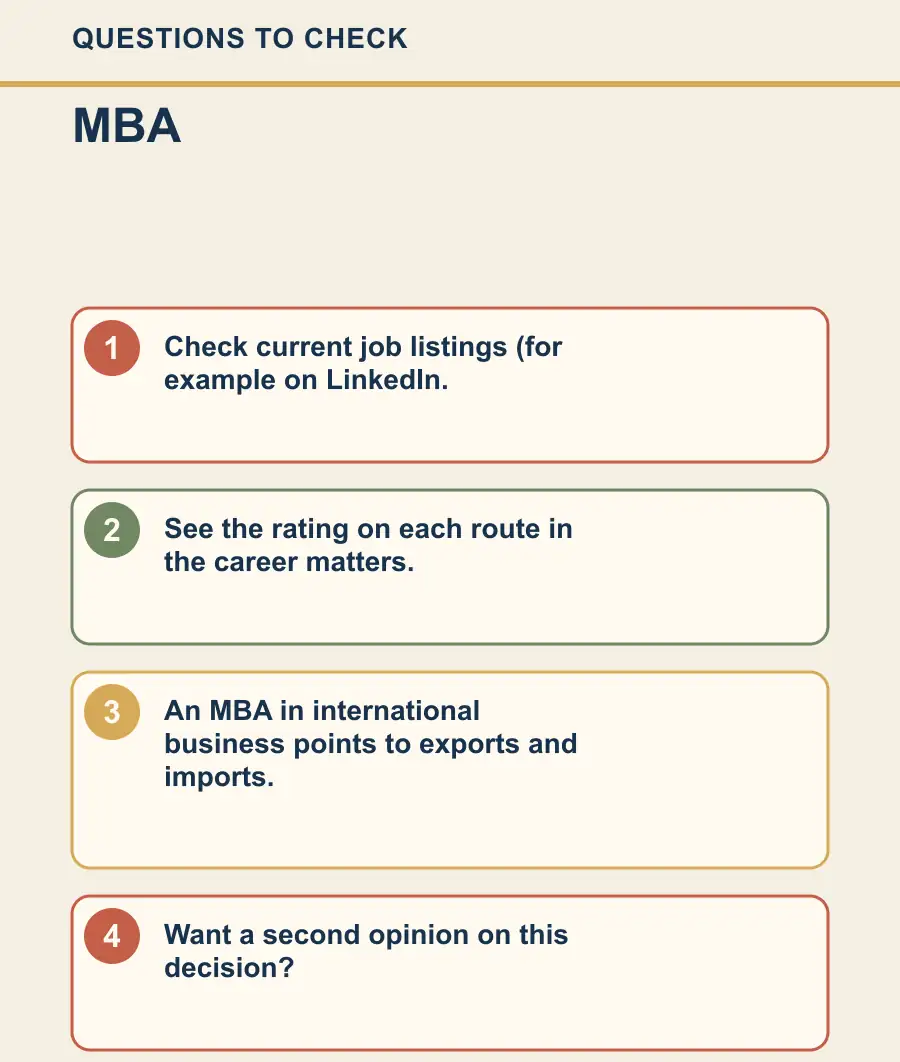 QUESTIONS TO CHECK
MBA
1
Check current job listings (for
example on LinkedIn.
2
See the rating on each route in
the career matters.
3
An MBA in international
business points to exports and
imports.
4
Want a second opinion on this
decision?